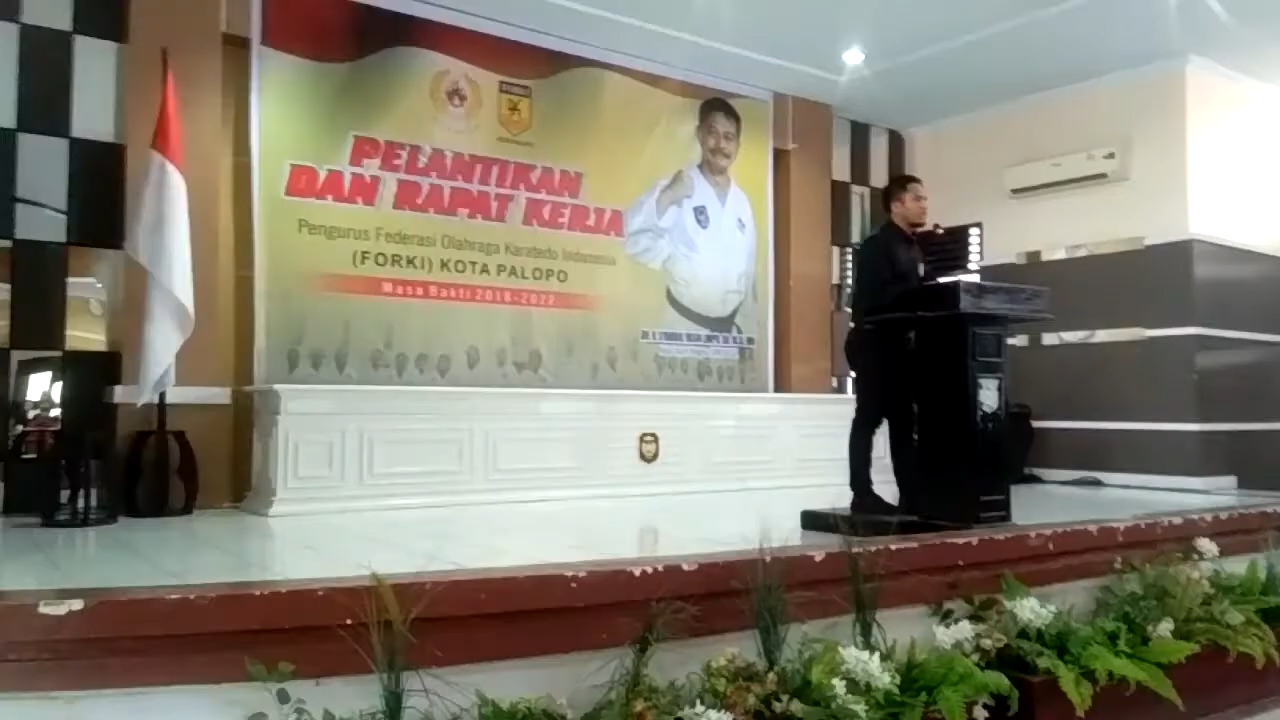 PELANTIKAN
DAN RAPAT KERJA
Pengurus Federasi Olahraga Karatedo Indonesia
(FORKI) KOTA PALOPO
Masa Bakti 2018-2022